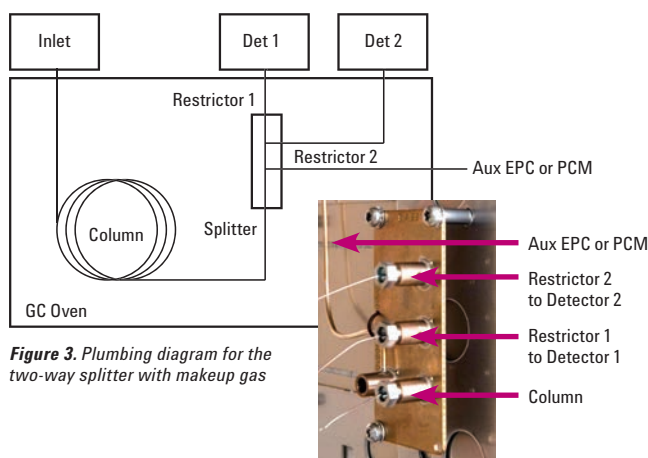 Inlet
Det 1
Det 2
Restrictor 1
Restrictor 2
Aux EPC or PCM
Column
Splitter
GC Oven
Aux EPC or PCM
Restrictor 2
to Detector 2
Restrictor 1
to Detector 1
Column
Figure 3. Plumbing diagram for the
two-way splitter with makeup gas